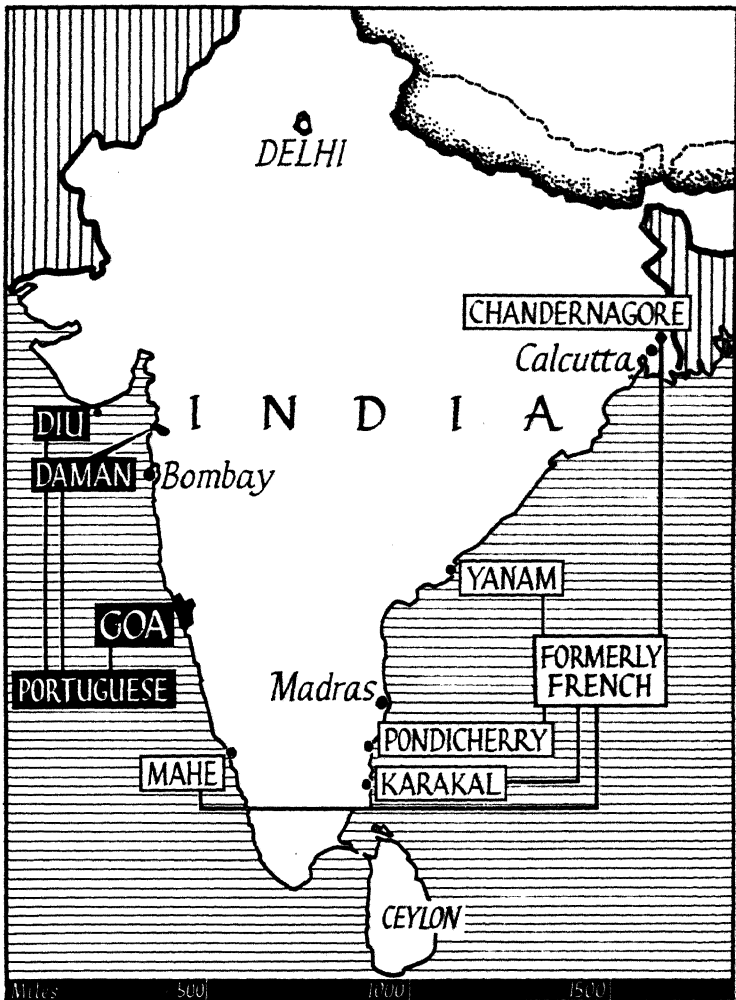 DELHI
CHANDERNAGORE
Calcutta
INDIA
DIU
DAMAN
Bombay
YANAM
GOA
FORMERLY
FRENCH
PORTUGUESE
Madras
PONDICHERRY
MAHE
KARAKAL
CEYLON
Miles 500 1000 1500